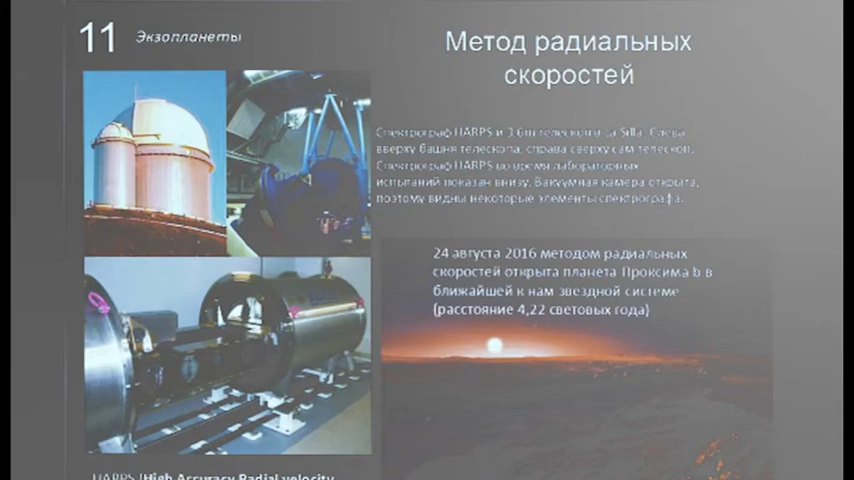 11 Экзопланеты
Метод радиальных
скоростей
Спектрограф HARPS и 3.6m телескоп в La Silla. Слева
вверху башня телескопа, справа сверху сам телескоп.
Спектрограф HARPS во время лабораторных
испытаний показан внизу. Вакуумная камера открыта,
поэтому видны некоторые элементы спектрографа.
24 августа 2016 методом радиальных
скоростей открыта планета Проксима b в
ближайшей к нам звездной системе
(расстояние 4,22 световых года)
HARPS (High Accuracy Radial velocity